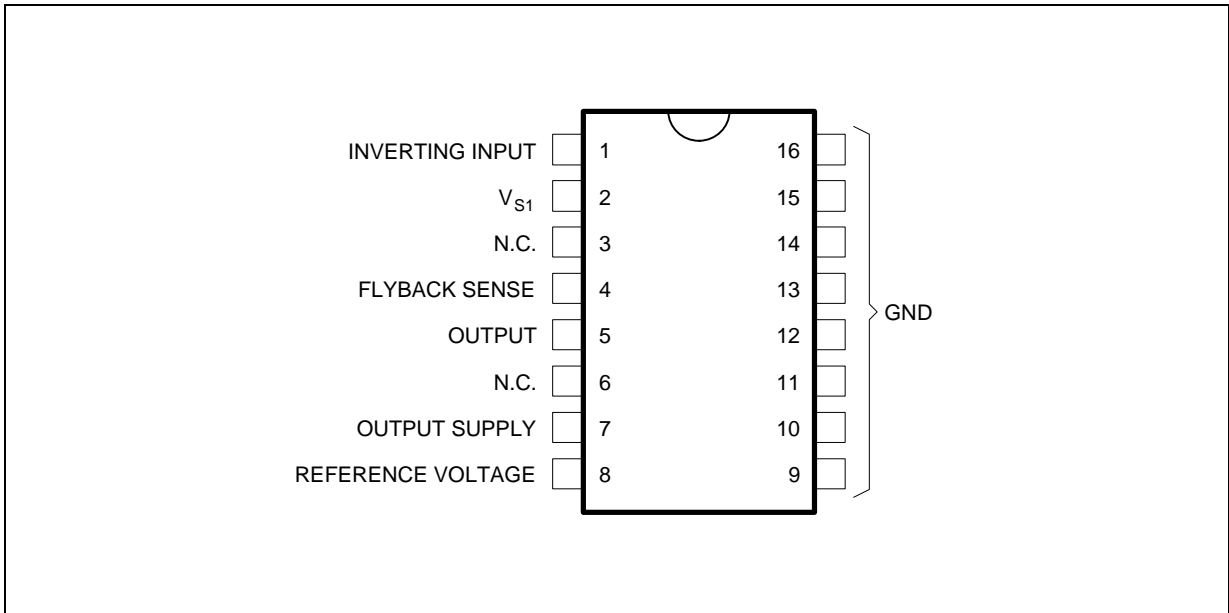 INVERTING INPUT 1 16
VS1 2 15
N.C. 3 14
FLYBACK SENSE 4 13
OUTPUT 5 12
N.C. 6 11
OUTPUT SUPPLY 7 10
REFERENCE VOLTAGE 8 9
GND